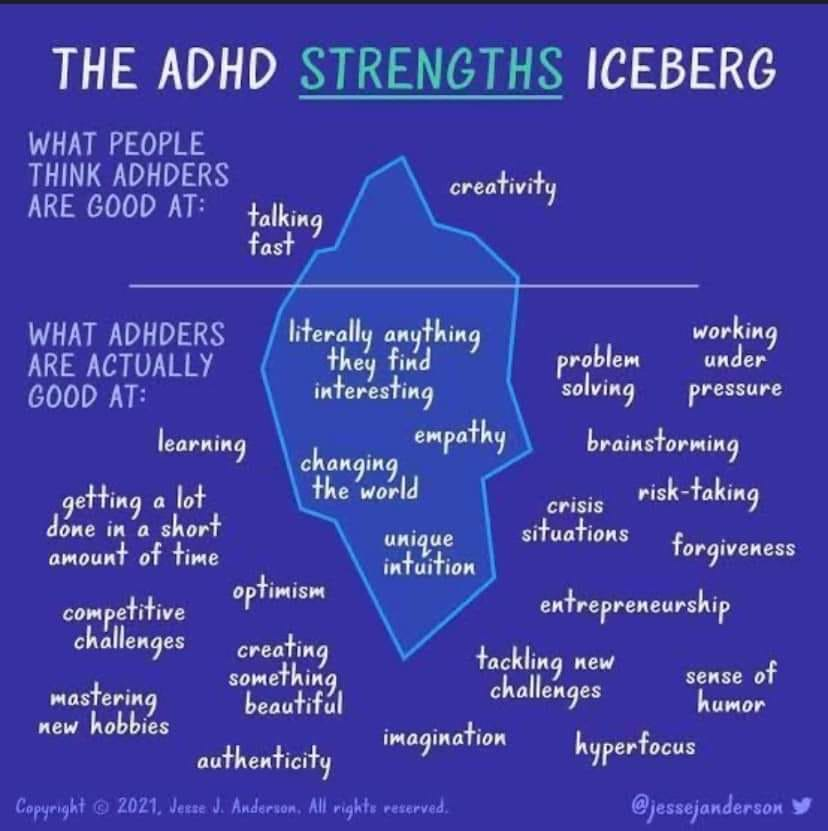 THE ADHD STRENGTHS ICEBERG
WHAT PEOPLE
THINK ADHDERS
ARE GOOD AT:
talking
fast
creativity
WHAT ADHDERS
ARE ACTUALLY
GOOD AT:
literally anything
they find
interesting
problem
solving
working
under
pressure
learning
empathy
brainstorming
changing
the world
getting a lot
done in a short
amount of time
crisis
situations
risk-taking
unique
intuition
forgiveness
optimism
competitive
challenges
entrepreneurship
creating
something
beautiful
tackling new
challenges
sense of
humor
mastering
new hobbies
authenticity
imagination
hyperfocus
Copyright © 2021, Jesse J. Anderson. All rights reserved.
@jessejanderson